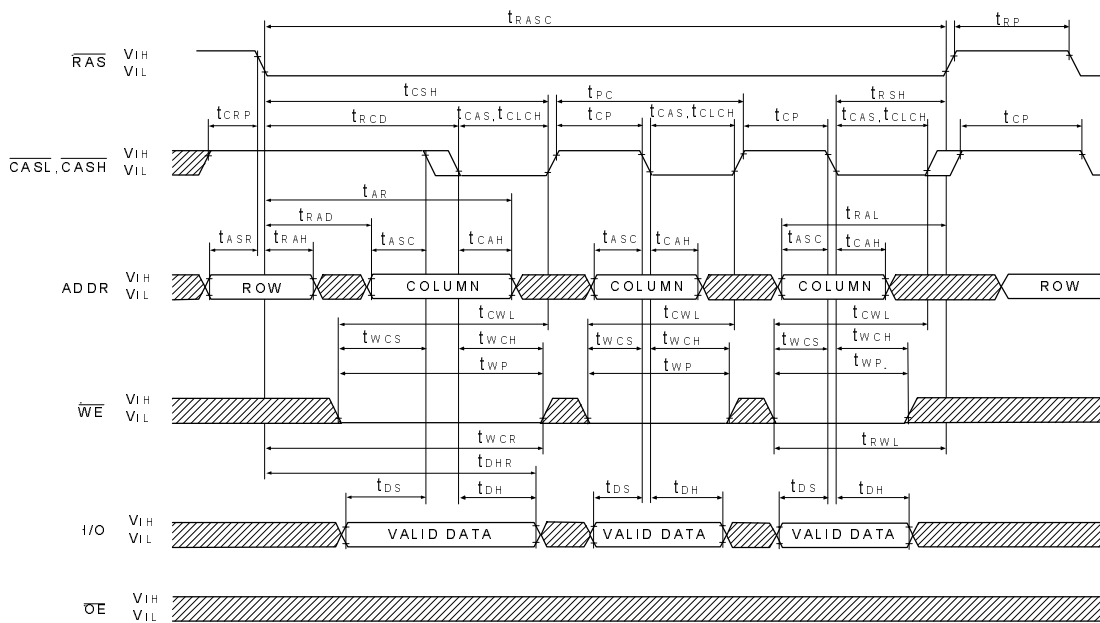 tRASC tRP
RAS VIH
VIL
tCSH tPC tRSH
tCRP tRCD tCAS,tCLCH tCP tCAS,tCLCH tCP tCAS,tCLCH tCP
CASL,CASH VIH
VIL
tAR
tRAD tRAL
tASR tRAH tASC tCAH tASC tCAH tASC tCAH
ADDR VIH
VIL
ROW COLUMN COLUMN COLUMN ROW
tCWL tCWL tCWL
tWCS tWCH tWCS tWCH tWCS tWCH
tWP tWP tWP.
WE VIH
VIL
tWCR tRWL
tDHR
tDS tDH tDS tDH tDS tDH
I/O VIH
VIL
VALID DATA VALID DATA VALID DATA
OE VIH
VIL